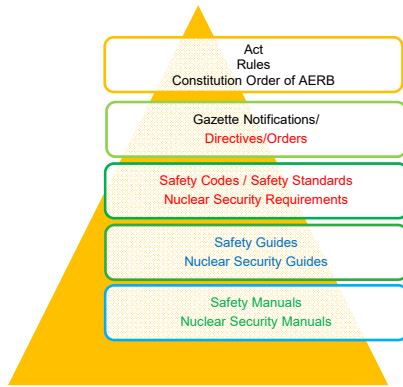 Act
Rules
Constitution Order of AERB
Gazette Notifications/
Directives/Orders
Safety Codes / Safety Standards
Nuclear Security Requirements
Safety Guides
Nuclear Security Guides
Safety Manuals
Nuclear Security Manuals